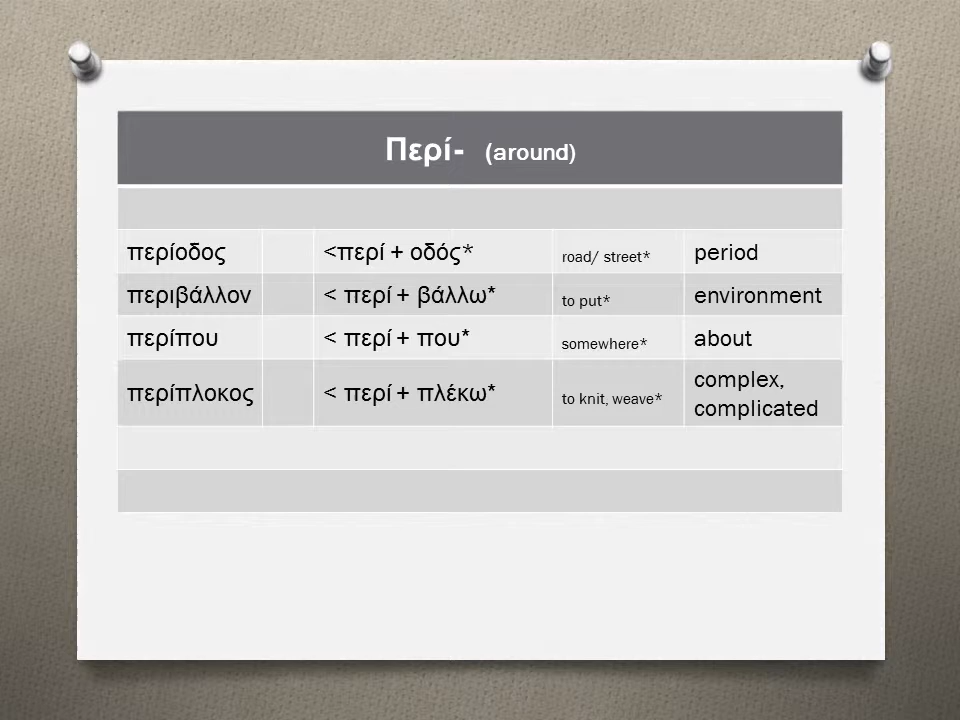 Περί- (around)
περίοδος <περί + οδός* road/ street* period
περιβάλλον < περί + βάλλω* to put* environment
περίπου < περί + που* somewhere* about
περίπλοκος < περί + πλέκω* to knit, weave* complex,
complicated